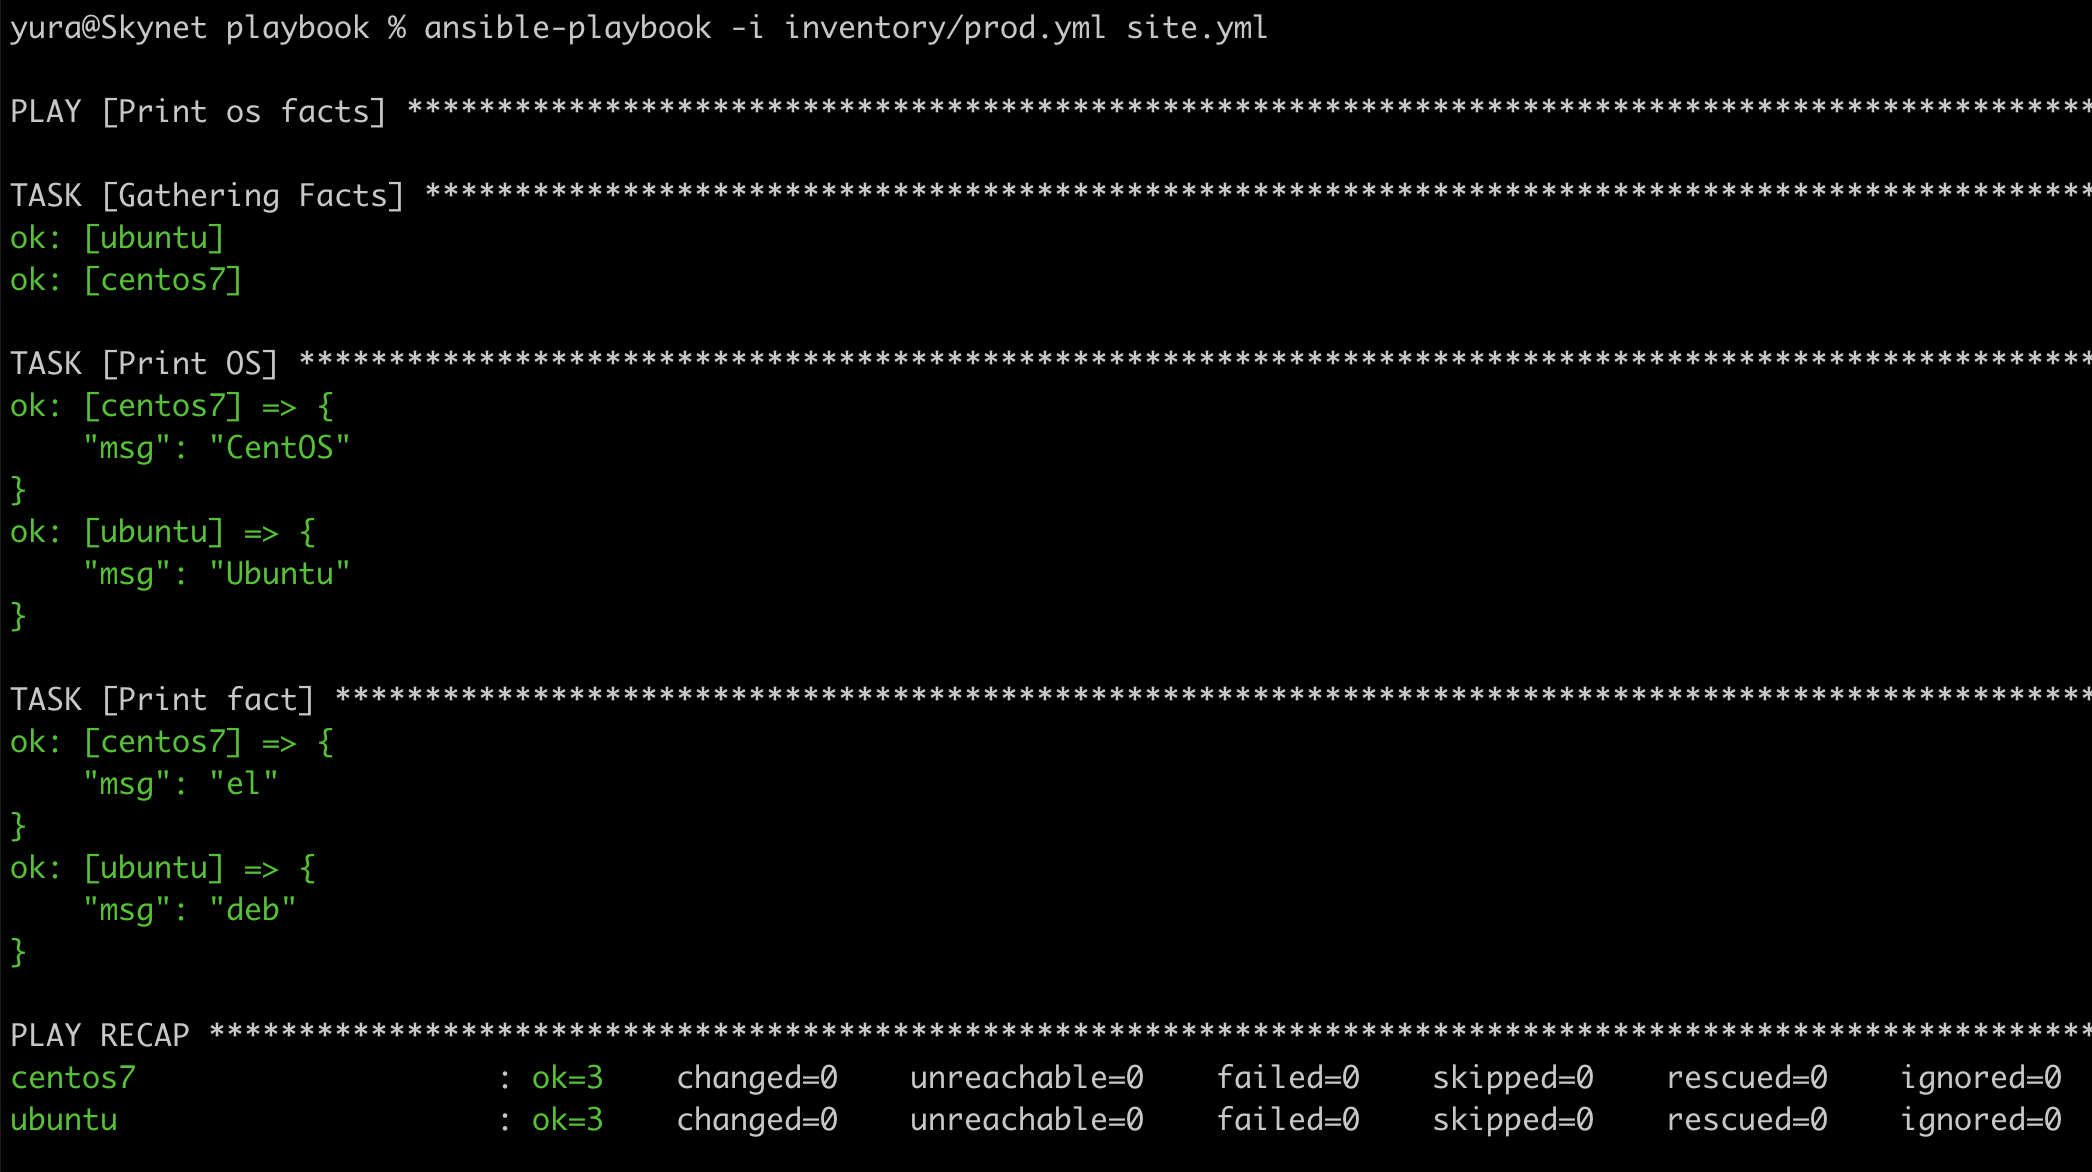 yura@Skynet playbook % ansible-playbook -i inventory/prod.yml site.yml
PLAY [Print os facts] *********************************************************************************************
TASK [Gathering Facts] ********************************************************************************************
ok: [ubuntu]
ok: [centos7]
TASK [Print OS] ***************************************************************************************************
ok: [centos7] => {
    "msg": "CentOS"
}
ok: [ubuntu] => {
    "msg": "Ubuntu"
}
TASK [Print fact] *************************************************************************************************
ok: [centos7] => {
    "msg": "el"
}
ok: [ubuntu] => {
    "msg": "deb"
}
PLAY RECAP ********************************************************************************************************
centos7                    : ok=3    changed=0    unreachable=0    failed=0    skipped=0    rescued=0    ignored=0
ubuntu                     : ok=3    changed=0    unreachable=0    failed=0    skipped=0    rescued=0    ignored=0